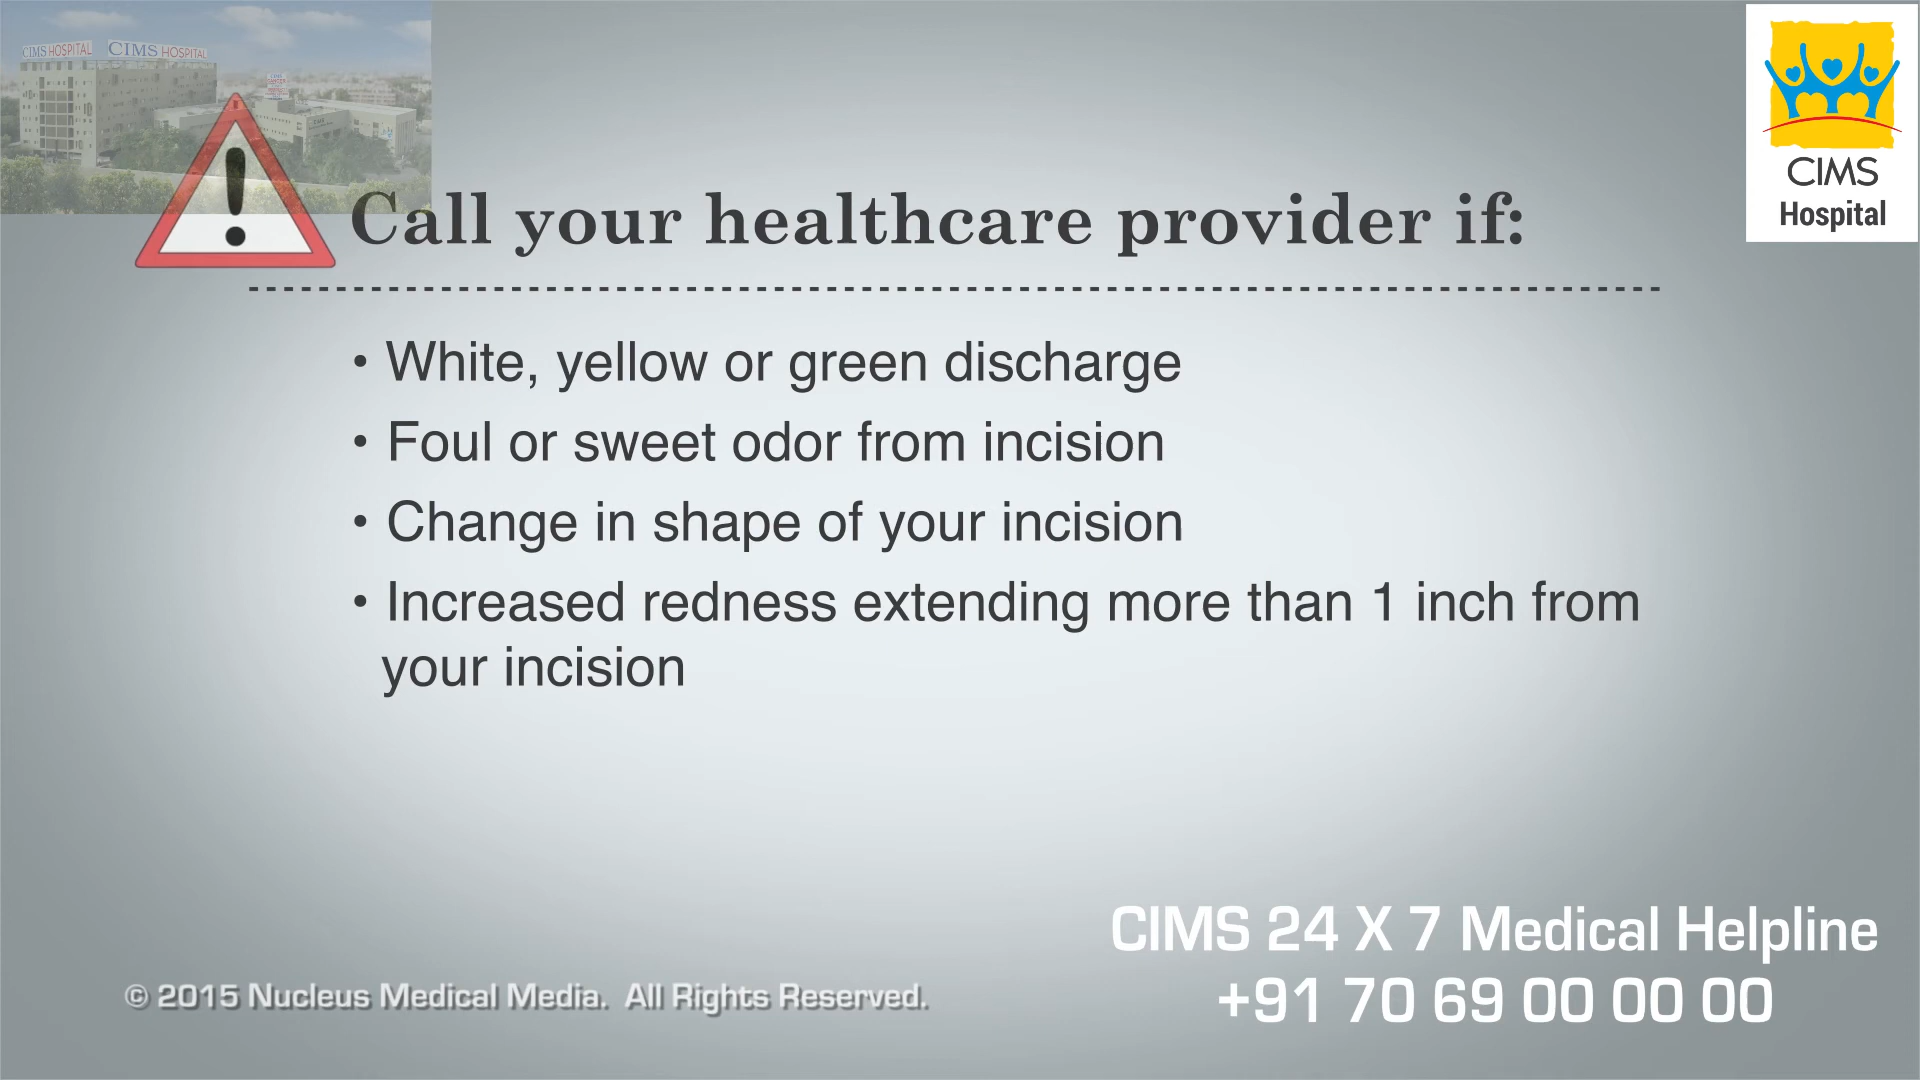 CIMS HOSPITAL CIMS HOSPITAL
CIMS
Hospital
Call your healthcare provider if:
• White, yellow or green discharge
• Foul or sweet odor from incision
• Change in shape of your incision
• Increased redness extending more than 1 inch from
your incision
CIMS 24 X 7 Medical Helpline
+91 70 69 00 00 00
© 2015 Nucleus Medical Media. All Rights Reserved.